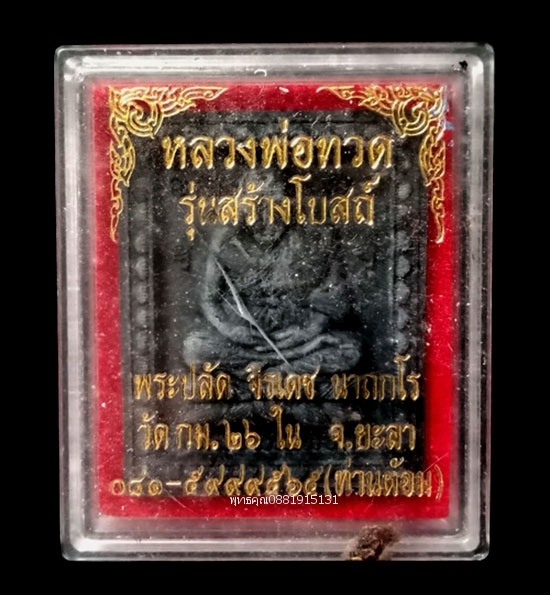 หลวงพ่อทวด
รุ่นสร้างโบสถ์
พระปลัด จิรเดช นาถกโร
วัด กม.๒๖ ใน จ.ยะลา
๐๘๑-๕๙๙๙๕๖๕(ท่านต้อม)
พุทธคุณ0881915131